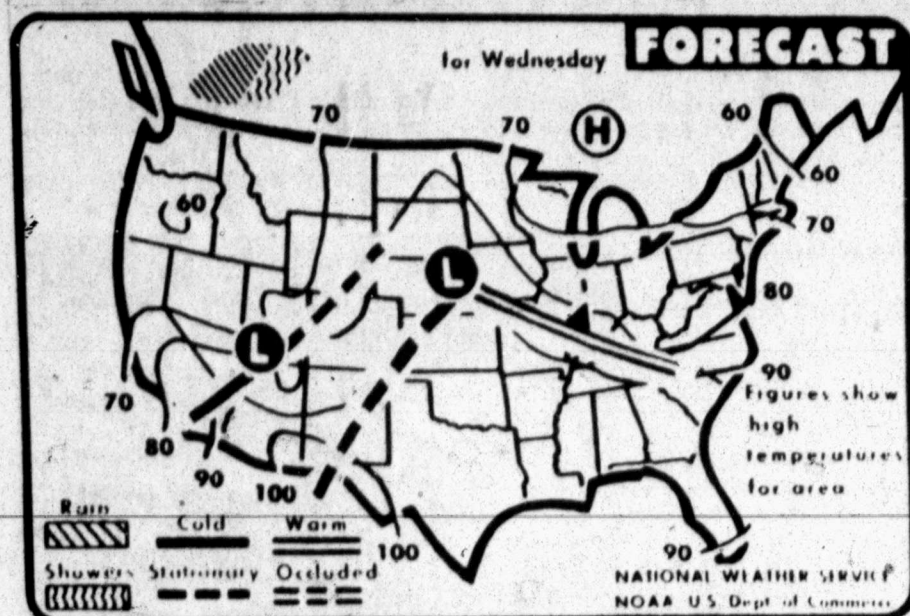 for Wednesday FORECAST
70
70
H
60
60
60
70
L
80
L
90
70
80
90
100
100
90
Figures show
high
temperatures
for area
Rain Cold Warm
Showers Stationary Occluded
NATIONAL WEATHER SERVICE
NOAA U.S. Dept. of Commerce